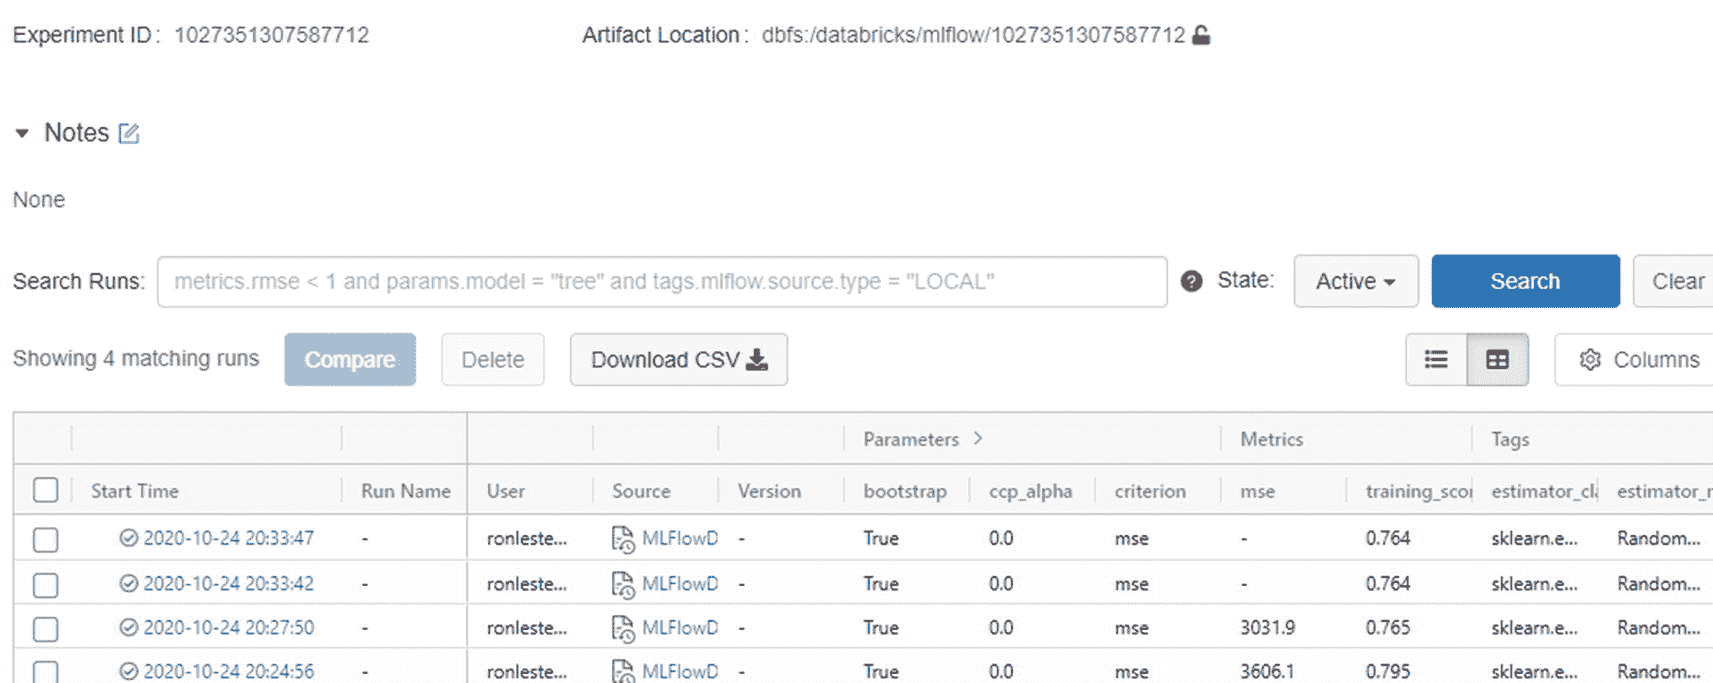 Experiment ID: 1027351307587712 Artifact Location: dbfs:/databricks/mlflow/1027351307587712
Notes
None
Search Runs: metrics.rmse < 1 and params.model = "tree" and tags.mlflow.source.type = "LOCAL" ? State: Active Search Clear
Showing 4 matching runs Compare Delete Download CSV Columns
Parameters > Metrics Tags
Start Time Run Name User Source Version bootstrap ccp_alpha criterion mse training_scor estimator_cla estimator_r
2020-10-24 20:33:47 - ronleste... MLFlowD - True 0.0 mse - 0.764 sklearn.e... Random...
2020-10-24 20:33:42 - ronleste... MLFlowD - True 0.0 mse - 0.764 sklearn.e... Random...
2020-10-24 20:27:50 - ronleste... MLFlowD - True 0.0 mse 3031.9 0.765 sklearn.e... Random...
2020-10-24 20:24:56 - ronleste... MLFlowD - True 0.0 mse 3606.1 0.795 sklearn.e... Random...